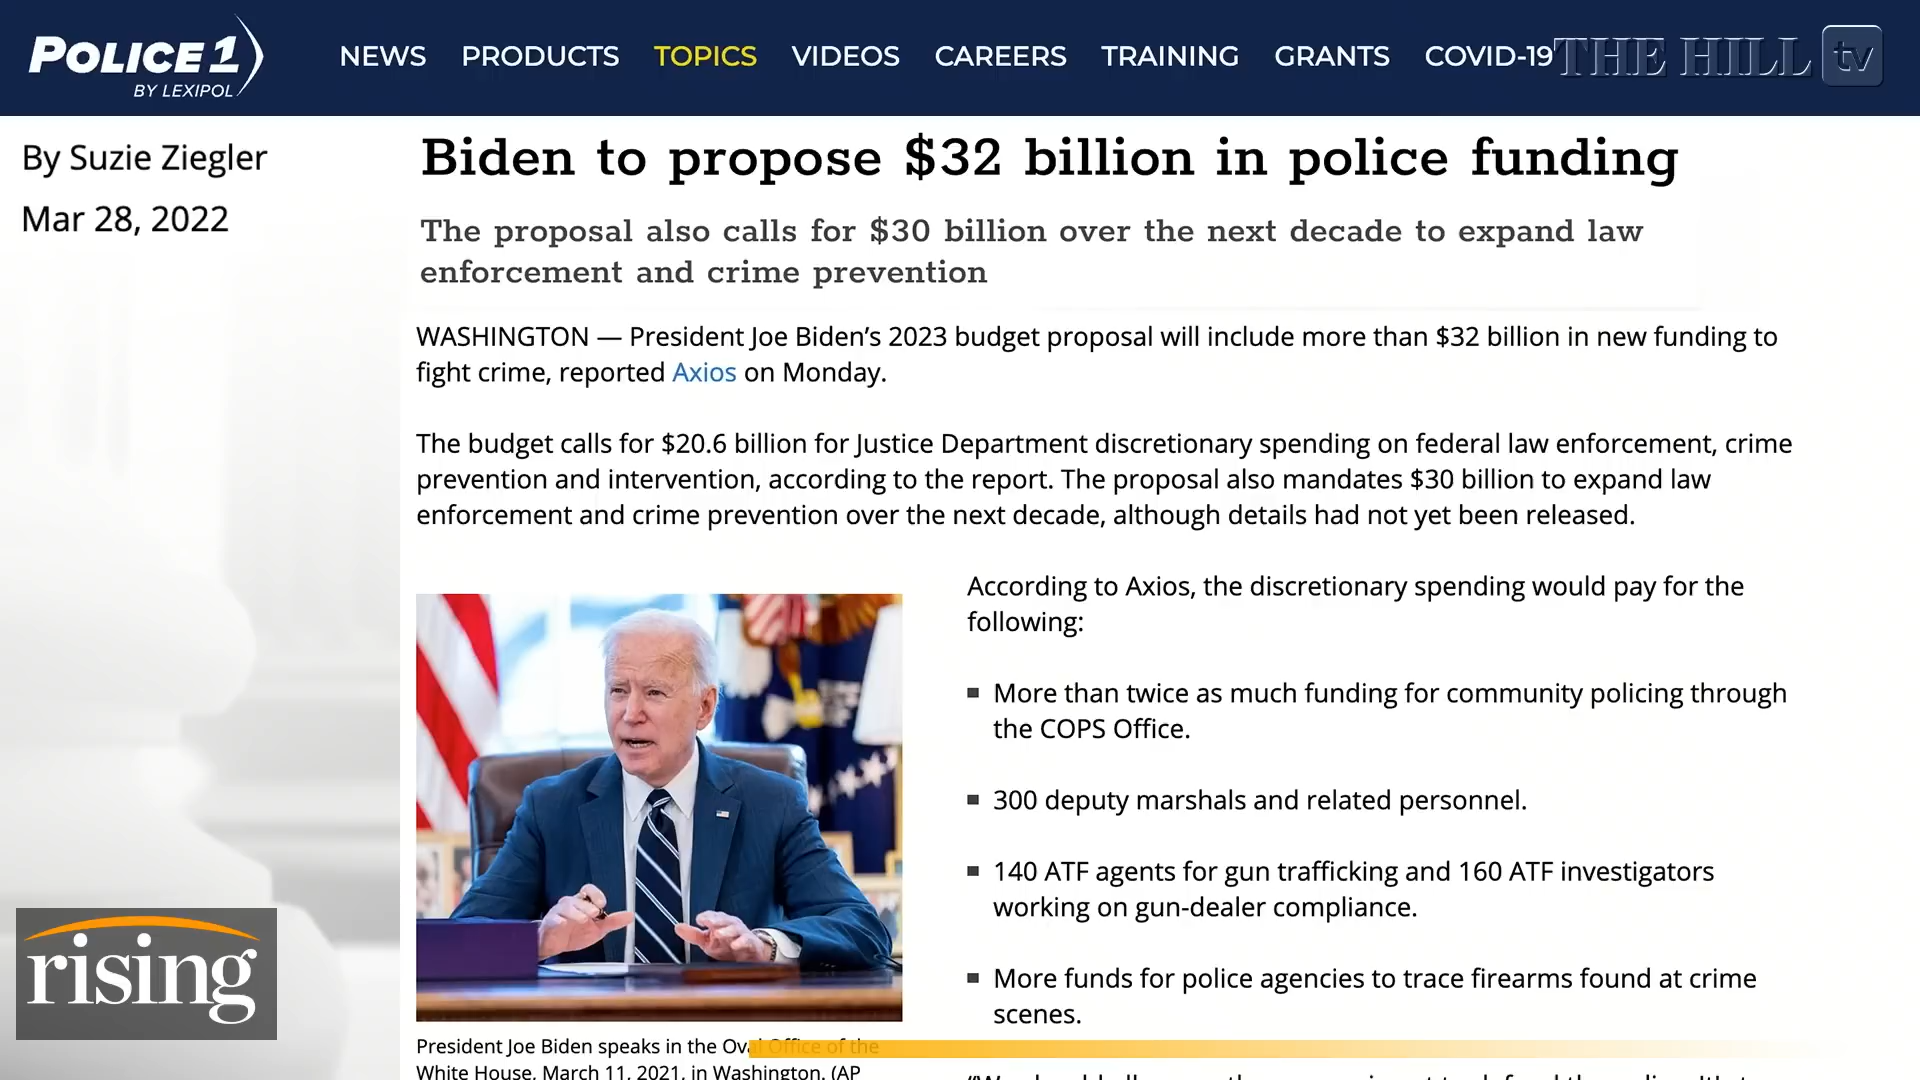 POLICE 1
BY LEXIPOL
NEWS PRODUCTS TOPICS VIDEOS CAREERS TRAINING GRANTS COVID-19
THE HILL tv
By Suzie Ziegler
Mar 28, 2022
Biden to propose $32 billion in police funding
The proposal also calls for $30 billion over the next decade to expand law
enforcement and crime prevention
WASHINGTON — President Joe Biden’s 2023 budget proposal will include more than $32 billion in new funding to
fight crime, reported Axios on Monday.
The budget calls for $20.6 billion for Justice Department discretionary spending on federal law enforcement, crime
prevention and intervention, according to the report. The proposal also mandates $30 billion to expand law
enforcement and crime prevention over the next decade, although details had not yet been released.
According to Axios, the discretionary spending would pay for the
following:
More than twice as much funding for community policing through
the COPS Office.
300 deputy marshals and related personnel.
140 ATF agents for gun trafficking and 160 ATF investigators
working on gun-dealer compliance.
More funds for police agencies to trace firearms found at crime
scenes.
President Joe Biden speaks in the Oval Office of the
White House, March 11, 2021, in Washington. (AP
rising